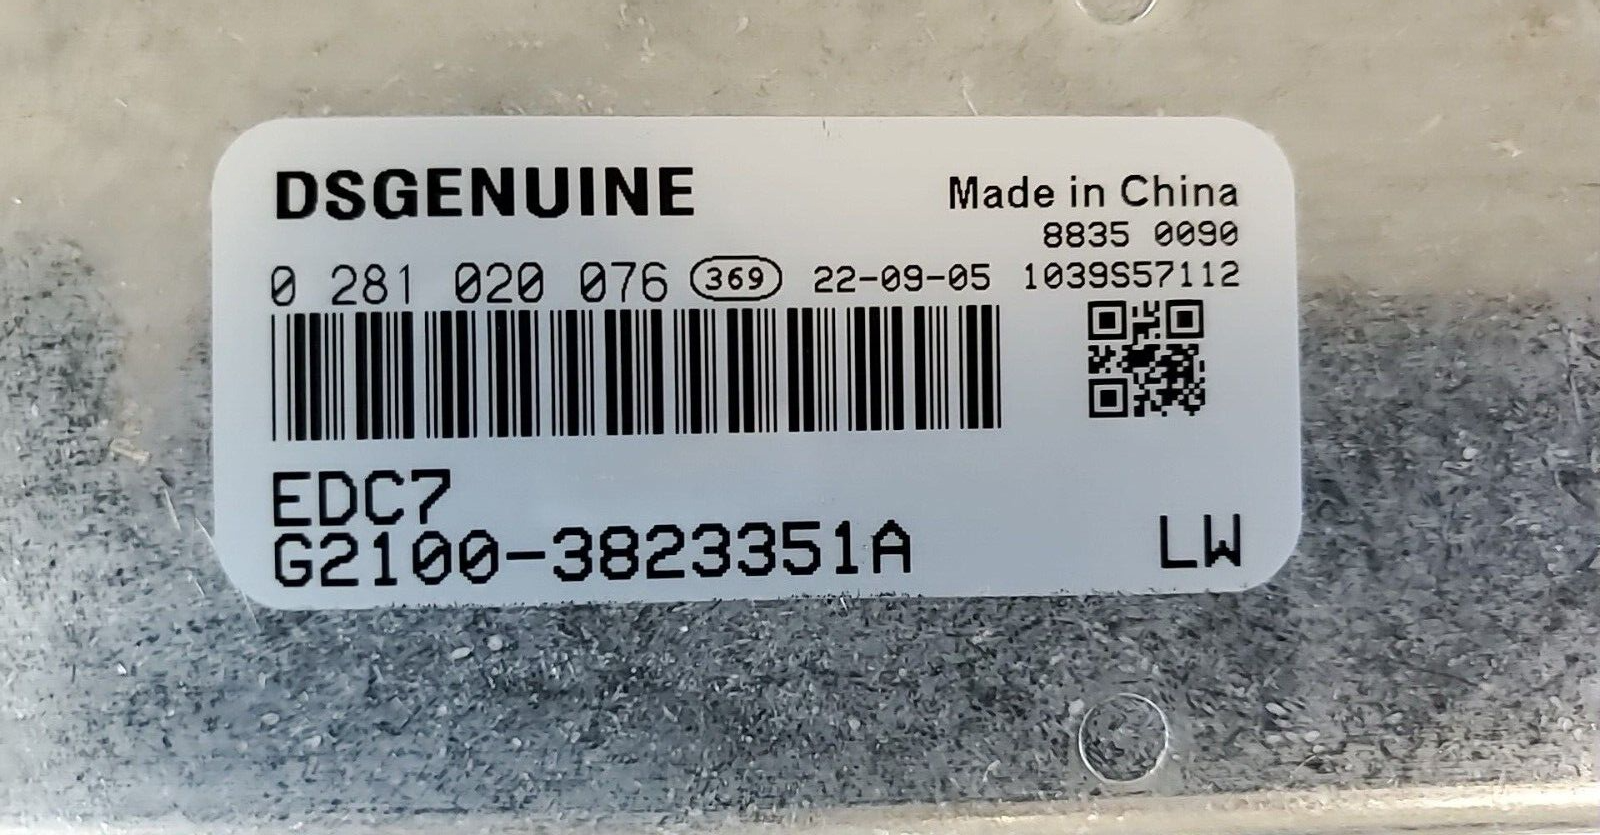 DSGENUINE Made in China
8835 0090
0 281 020 076 369 22-09-05 1039S57112
EDC7
G2100-3823351A LW